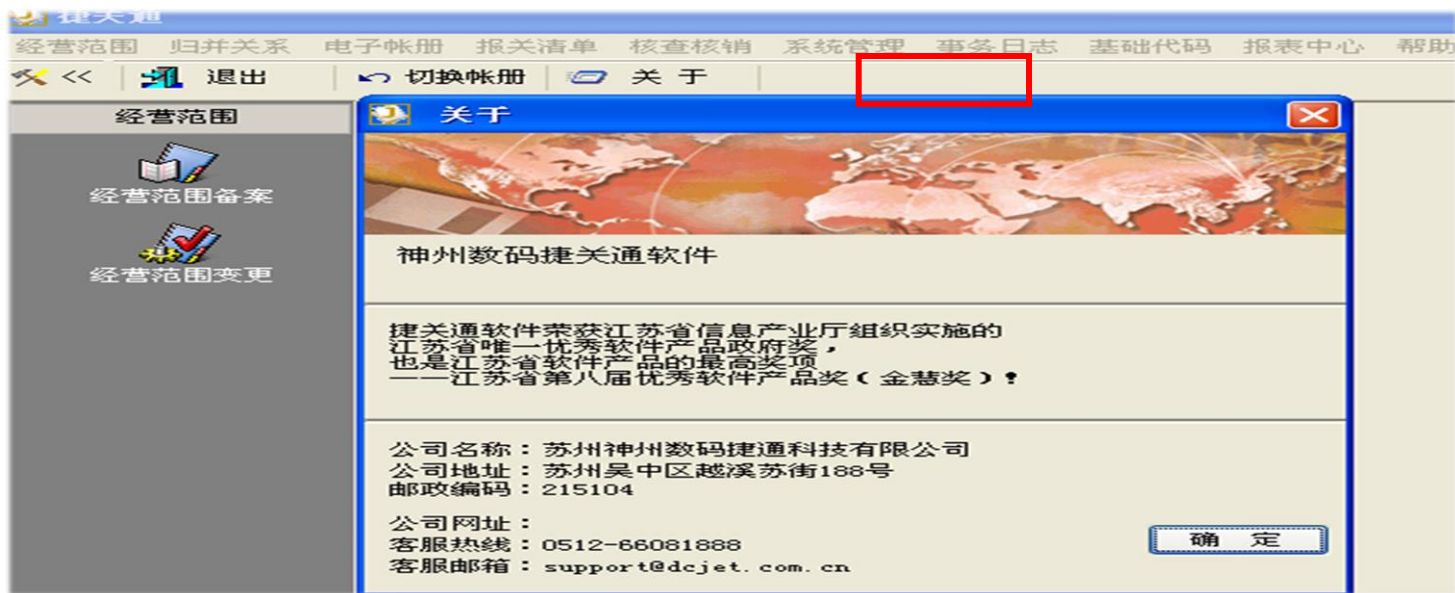 捷关通
经营范围 归并关系 电子帐册 报关清单 核查核销 系统管理 事务日志 基础代码 报表中心 帮助
<< 退出 切换帐册 关于
经营范围
经营范围备案
经营范围变更
关于
神州数码捷关通软件
捷关通软件荣获江苏省信息产业厅组织实施的
江苏省唯一优秀软件产品政府奖，
也是江苏省软件产品的最高奖项
——江苏省第八届优秀软件产品奖（金慧奖）！
公司名称：苏州神州数码捷通科技有限公司
公司地址：苏州吴中区越溪苏街188号
邮政编码：215104
公司网址：
客服热线：0512-66081888
客服邮箱：support@dcjet.com.cn
确 定